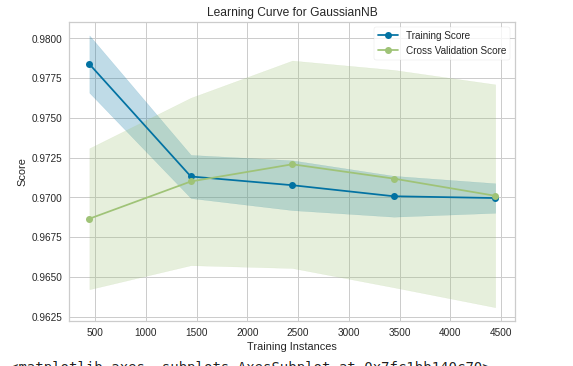 Learning Curve for GaussianNB
Training Score
Cross Validation Score
0.9800
0.9775
0.9750
0.9725
0.9700
0.9675
0.9650
0.9625
Score
500 1000 1500 2000 2500 3000 3500 4000 4500
Training Instances